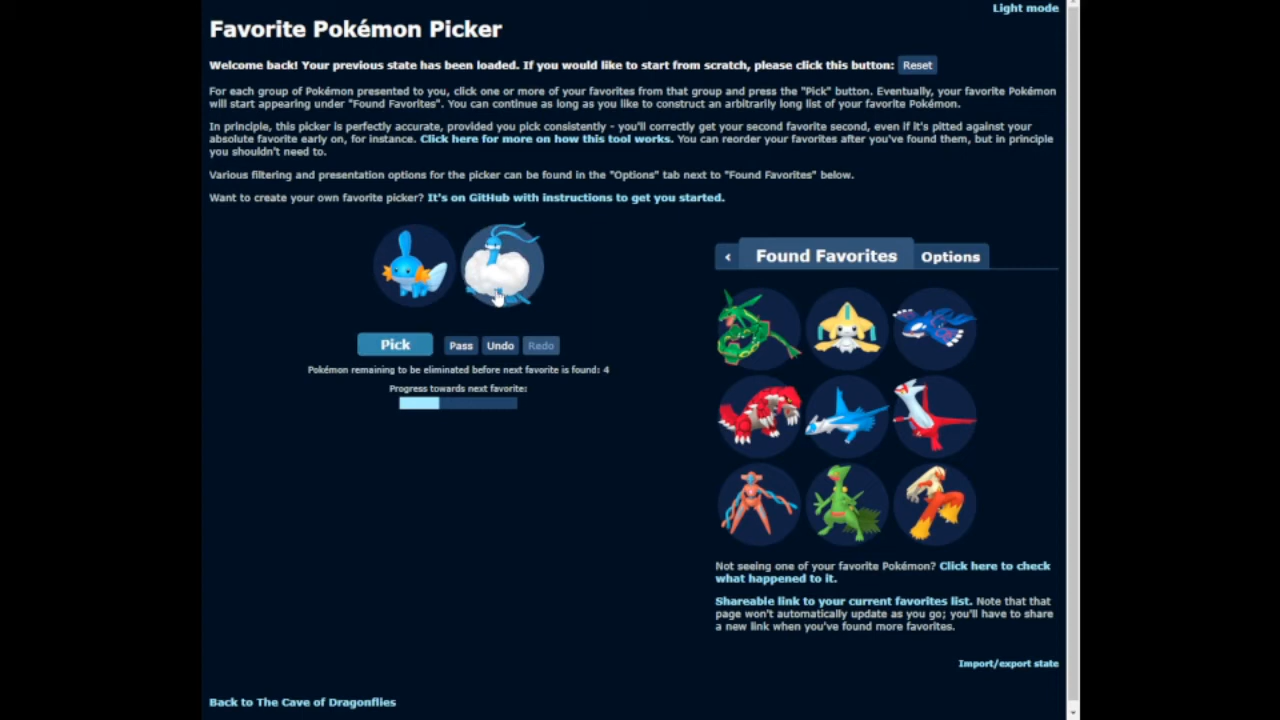 Light mode
Favorite Pokémon Picker
Welcome back! Your previous state has been loaded. If you would like to start from scratch, please click this button: Reset
For each group of Pokémon presented to you, click one or more of your favorites from that group and press the "Pick" button. Eventually, your favorite Pokémon
will start appearing under "Found Favorites". You can continue as long as you like to construct an arbitrarily long list of your favorite Pokémon.
In principle, this picker is perfectly accurate, provided you pick consistently - you'll correctly get your second favorite second, even if it's pitted against your
absolute favorite early on, for instance. Click here for more on how this tool works. You can reorder your favorites after you've found them, but in principle
you shouldn't need to.
Various filtering and presentation options for the picker can be found in the "Options" tab next to "Found Favorites" below.
Want to create your own favorite picker? It's on GitHub with instructions to get you started.
‹ Found Favorites Options
Pick Pass Undo Redo
Pokémon remaining to be eliminated before next favorite is found: 4
Progress towards next favorite:
Not seeing one of your favorite Pokémon? Click here to check
what happened to it.
Shareable link to your current favorites list. Note that that
page won't automatically update as you go; you'll have to share
a new link when you've found more favorites.
Import/export state
Back to The Cave of Dragonflies